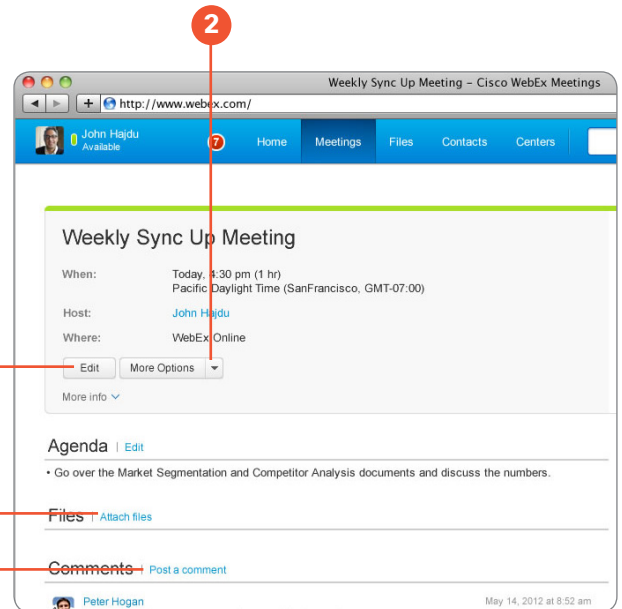 2
Weekly Sync Up Meeting – Cisco WebEx Meetings
http://www.webex.com/
John Hajdu
Available
7
Home Meetings Files Contacts Centers
Weekly Sync Up Meeting
When: Today, 4:30 pm (1 hr)
Pacific Daylight Time (SanFrancisco, GMT-07:00)
Host: John Hajdu
Where: WebEx Online
Edit More Options
More info
Agenda | Edit
• Go over the Market Segmentation and Competitor Analysis documents and discuss the numbers.
Files | Attach files
Comments | Post a comment
Peter Hogan May 14, 2012 at 8:52 am